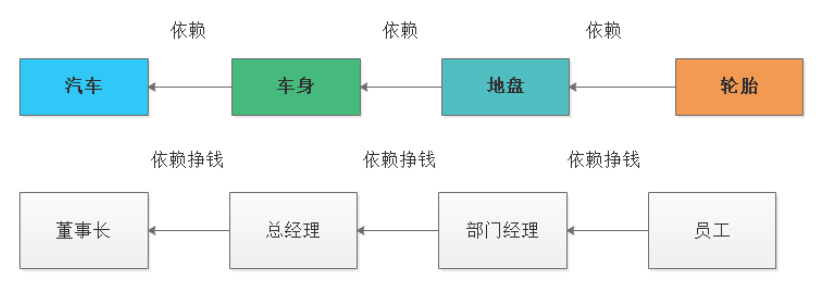 依赖 依赖 依赖
汽车 车身 地盘 轮胎
依赖挣钱 依赖挣钱 依赖挣钱
董事长 总经理 部门经理 员工